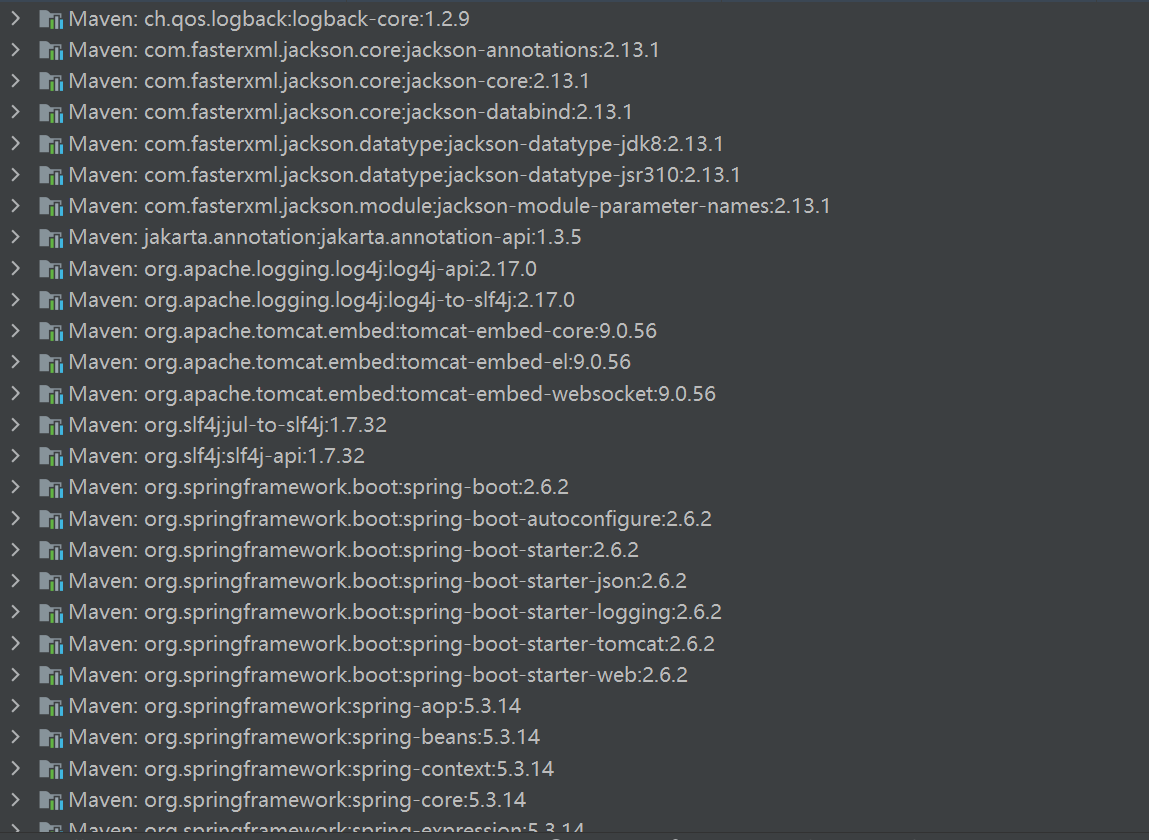 Maven: ch.qos.logback:logback-core:1.2.9
Maven: com.fasterxml.jackson.core:jackson-annotations:2.13.1
Maven: com.fasterxml.jackson.core:jackson-core:2.13.1
Maven: com.fasterxml.jackson.core:jackson-databind:2.13.1
Maven: com.fasterxml.jackson.datatype:jackson-datatype-jdk8:2.13.1
Maven: com.fasterxml.jackson.datatype:jackson-datatype-jsr310:2.13.1
Maven: com.fasterxml.jackson.module:jackson-module-parameter-names:2.13.1
Maven: jakarta.annotation:jakarta.annotation-api:1.3.5
Maven: org.apache.logging.log4j:log4j-api:2.17.0
Maven: org.apache.logging.log4j:log4j-to-slf4j:2.17.0
Maven: org.apache.tomcat.embed:tomcat-embed-core:9.0.56
Maven: org.apache.tomcat.embed:tomcat-embed-el:9.0.56
Maven: org.apache.tomcat.embed:tomcat-embed-websocket:9.0.56
Maven: org.slf4j:jul-to-slf4j:1.7.32
Maven: org.slf4j:slf4j-api:1.7.32
Maven: org.springframework.boot:spring-boot:2.6.2
Maven: org.springframework.boot:spring-boot-autoconfigure:2.6.2
Maven: org.springframework.boot:spring-boot-starter:2.6.2
Maven: org.springframework.boot:spring-boot-starter-json:2.6.2
Maven: org.springframework.boot:spring-boot-starter-logging:2.6.2
Maven: org.springframework.boot:spring-boot-starter-tomcat:2.6.2
Maven: org.springframework.boot:spring-boot-starter-web:2.6.2
Maven: org.springframework:spring-aop:5.3.14
Maven: org.springframework:spring-beans:5.3.14
Maven: org.springframework:spring-context:5.3.14
Maven: org.springframework:spring-core:5.3.14
Maven: org.springframework:spring-expression:5.3.14